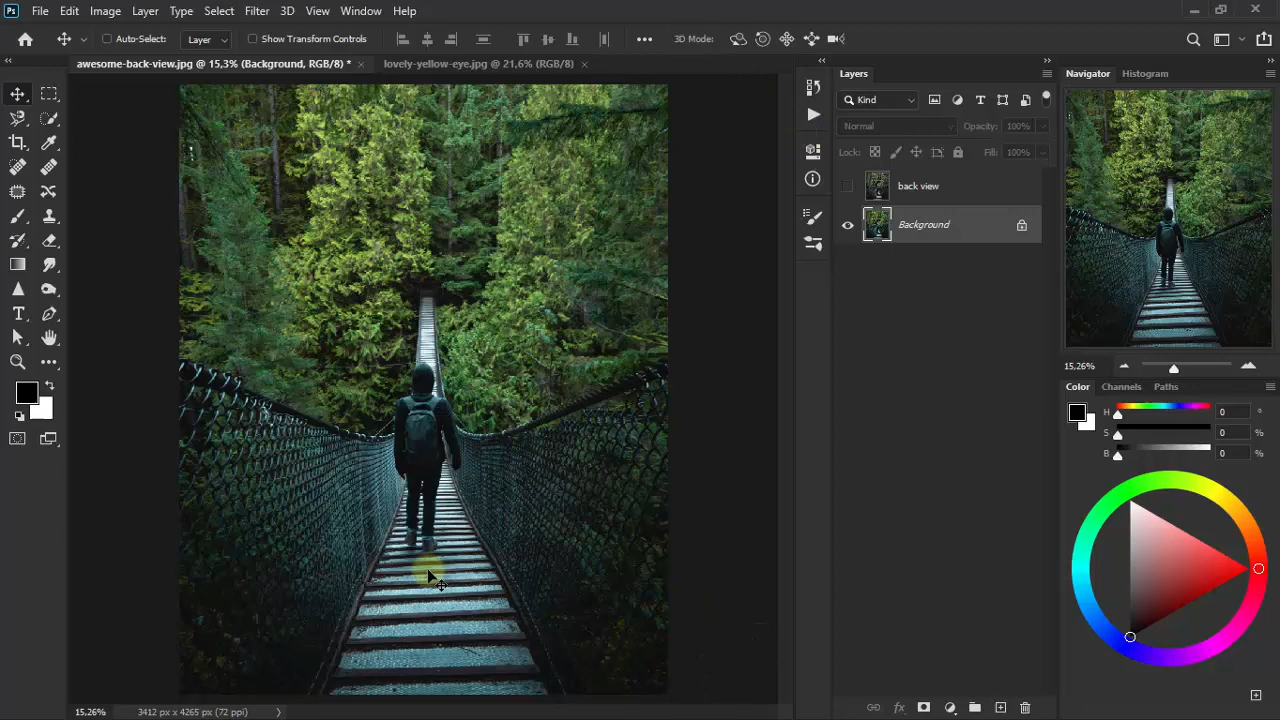 Ps File Edit Image Layer Type Select Filter 3D View Window Help
Auto-Select: Layer Show Transform Controls 3D Mode:
awesome-back-view.jpg @ 15,3% (Background, RGB/8) * lovely-yellow-eye.jpg @ 21,6% (RGB/8)
Layers
Kind
Normal Opacity: 100%
Lock: Fill: 100%
back view
Background
Navigator Histogram
15,26%
Color Channels Paths
H 0 °
S 0 %
B 0 %
15,26% 3412 px x 4265 px (72 ppi)